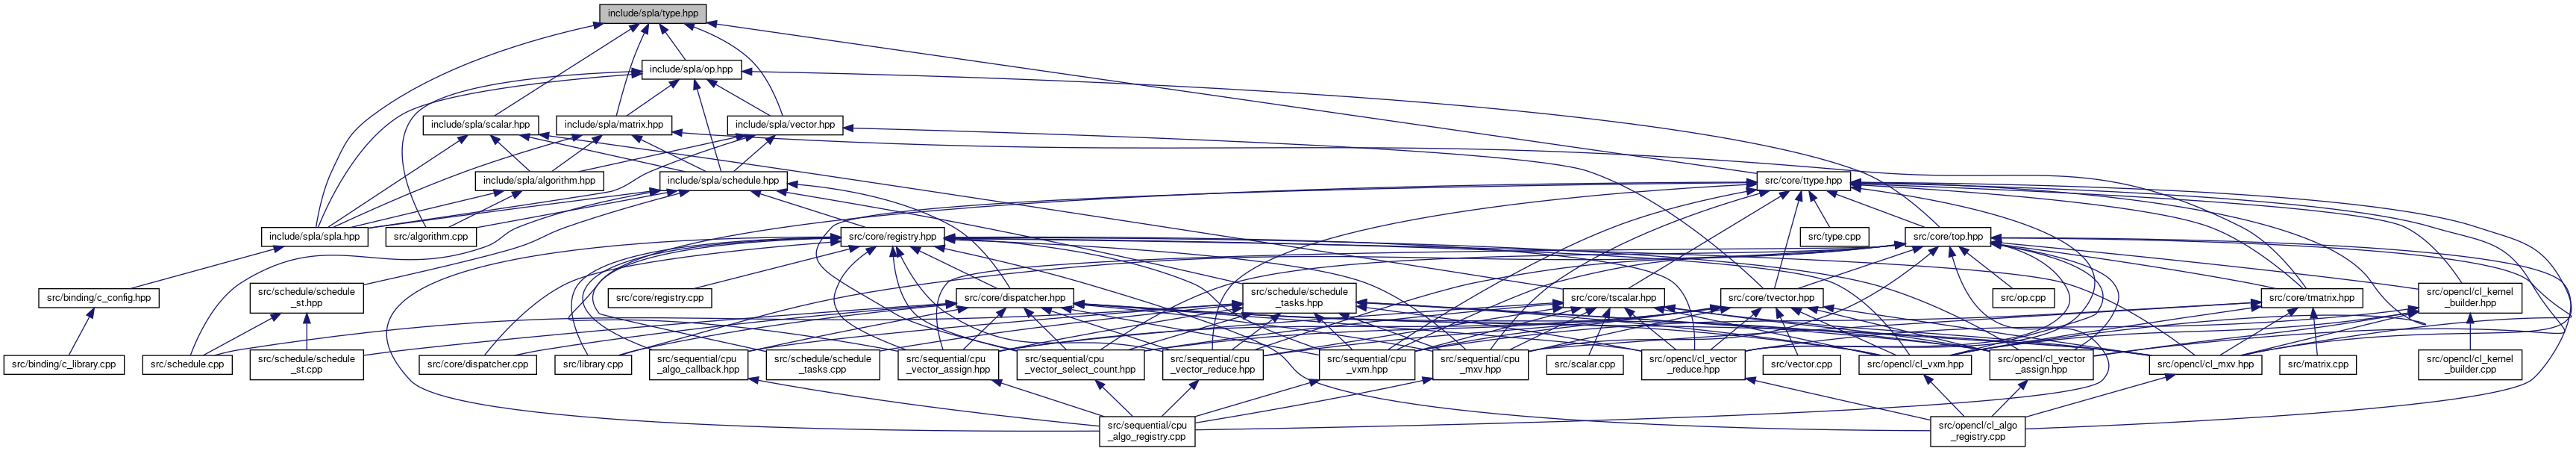 include/spla/type.hpp
include/spla/op.hpp
include/spla/scalar.hpp
include/spla/matrix.hpp
include/spla/vector.hpp
include/spla/algorithm.hpp
include/spla/schedule.hpp
src/core/ttype.hpp
include/spla/spla.hpp
src/algorithm.cpp
src/core/registry.hpp
src/type.cpp
src/core/top.hpp
src/binding/c_config.hpp
src/schedule/schedule
_st.hpp
src/core/registry.cpp
src/core/dispatcher.hpp
src/schedule/schedule
_tasks.hpp
src/core/tscalar.hpp
src/core/tvector.hpp
src/op.cpp
src/core/tmatrix.hpp
src/opencl/cl_kernel
_builder.hpp
src/binding/c_library.cpp
src/schedule.cpp
src/schedule/schedule
_st.cpp
src/core/dispatcher.cpp
src/library.cpp
src/sequential/cpu
_algo_callback.hpp
src/schedule/schedule
_tasks.cpp
src/sequential/cpu
_vector_assign.hpp
src/sequential/cpu
_vector_select_count.hpp
src/sequential/cpu
_vector_reduce.hpp
src/sequential/cpu
_vxm.hpp
src/sequential/cpu
_mxv.hpp
src/scalar.cpp
src/opencl/cl_vector
_reduce.hpp
src/vector.cpp
src/opencl/cl_vxm.hpp
src/opencl/cl_vector
_assign.hpp
src/opencl/cl_mxv.hpp
src/matrix.cpp
src/opencl/cl_kernel
_builder.cpp
src/sequential/cpu
_algo_registry.cpp
src/opencl/cl_algo
_registry.cpp